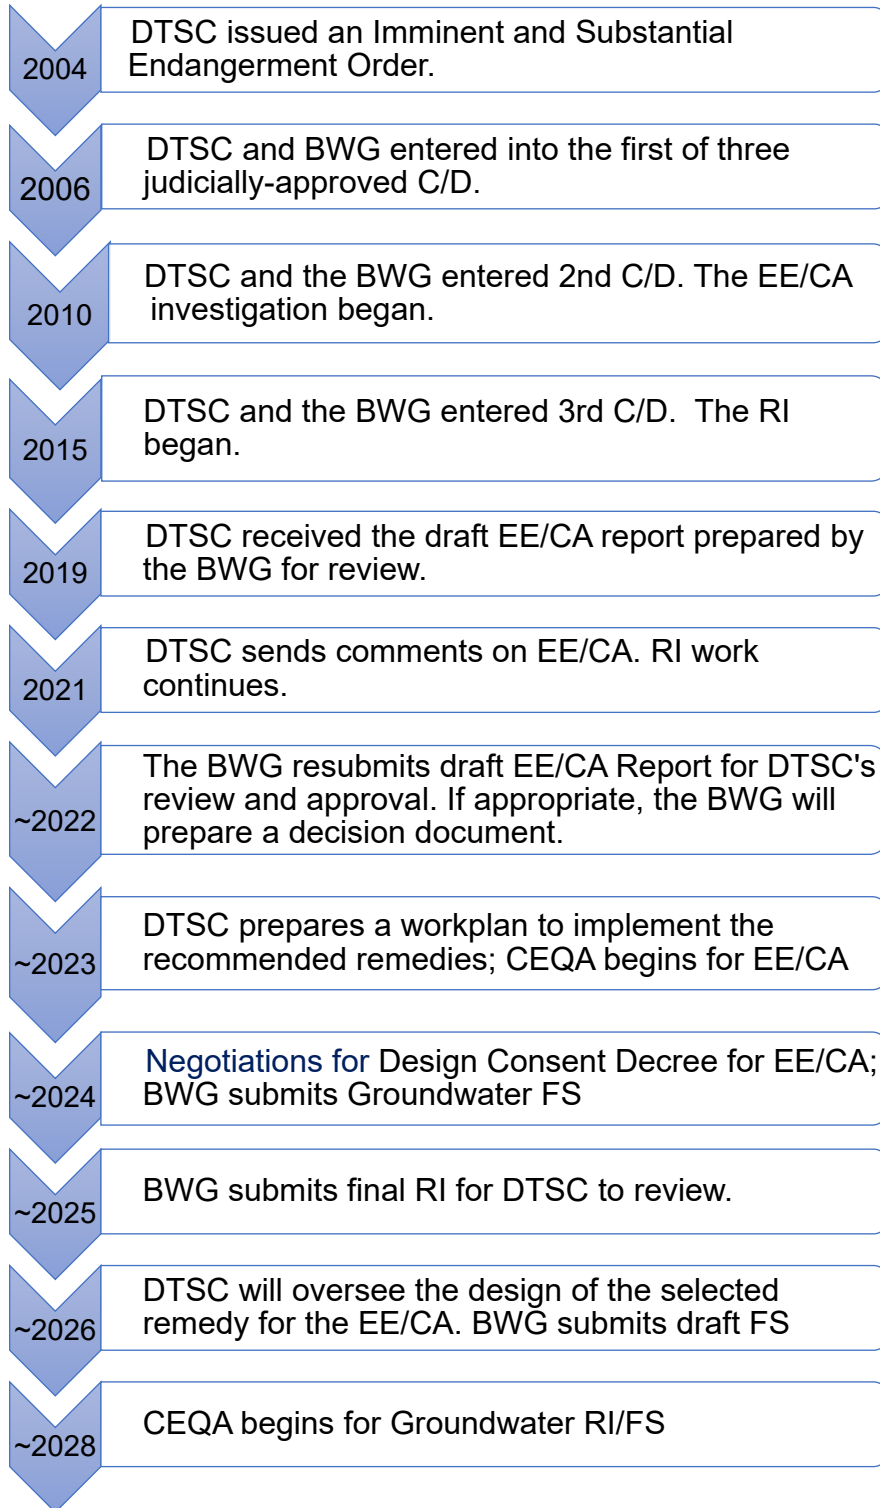 2004
DTSC issued an Imminent and Substantial
Endangerment Order.
2006
DTSC and BWG entered into the first of three
judicially-approved C/D.
2010
DTSC and the BWG entered 2nd C/D. The EE/CA
investigation began.
2015
DTSC and the BWG entered 3rd C/D. The RI
began.
2019
DTSC received the draft EE/CA report prepared by
the BWG for review.
2021
DTSC sends comments on EE/CA. RI work
continues.
~2022
The BWG resubmits draft EE/CA Report for DTSC's
review and approval. If appropriate, the BWG will
prepare a decision document.
~2023
DTSC prepares a workplan to implement the
recommended remedies; CEQA begins for EE/CA
~2024
Negotiations for Design Consent Decree for EE/CA;
BWG submits Groundwater FS
~2025
BWG submits final RI for DTSC to review.
~2026
DTSC will oversee the design of the selected
remedy for the EE/CA. BWG submits draft FS
~2028
CEQA begins for Groundwater RI/FS